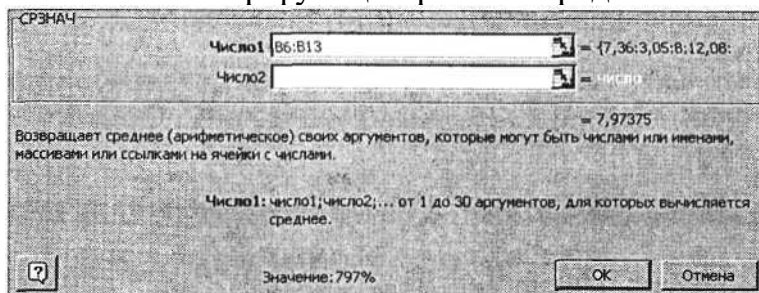 СРЗНАЧ
Число1 B6:B13 = {7,36:3,05:8:12,08:
Число2 = число
= 7,97375
Возвращает среднее (арифметическое) своих аргументов, которые могут быть числами или именами,
массивами или ссылками на ячейки с числами.
Число1: число1;число2;... от 1 до 30 аргументов, для которых вычисляется
среднее.
Значение:797% ОК Отмена